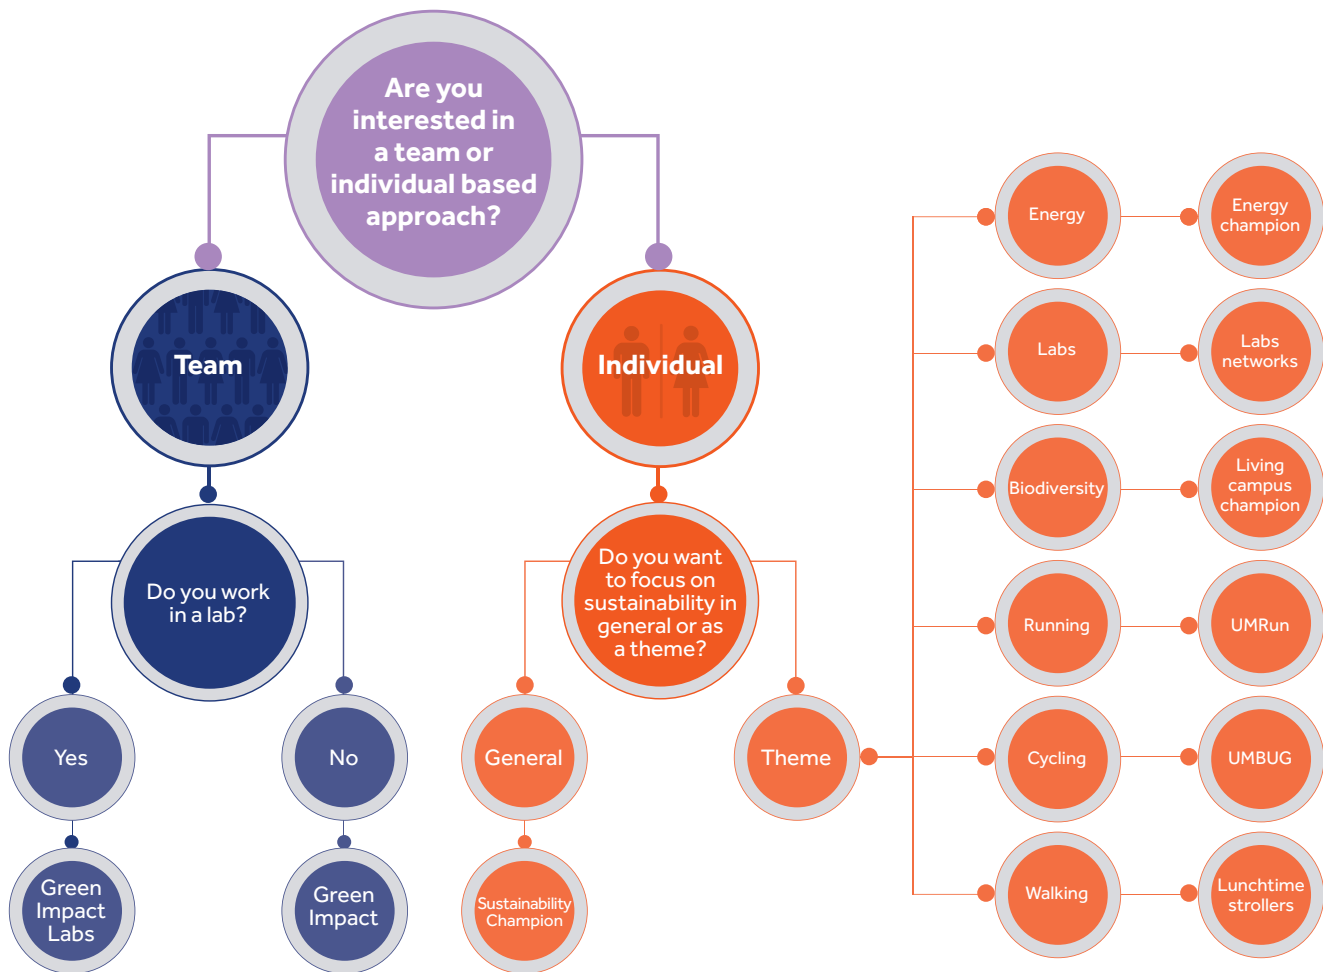 Are you
interested in
a team or
individual based
approach?
Team
Individual
Do you work
in a lab?
Do you want
to focus on
sustainability in
general or as
a theme?
Yes
No
General
Theme
Green
Impact
Labs
Green
Impact
Sustainability
Champion
Energy
Energy
champion
Labs
Labs
networks
Biodiversity
Living
campus
champion
Running
UMRun
Cycling
UMBUG
Walking
Lunchtime
strollers